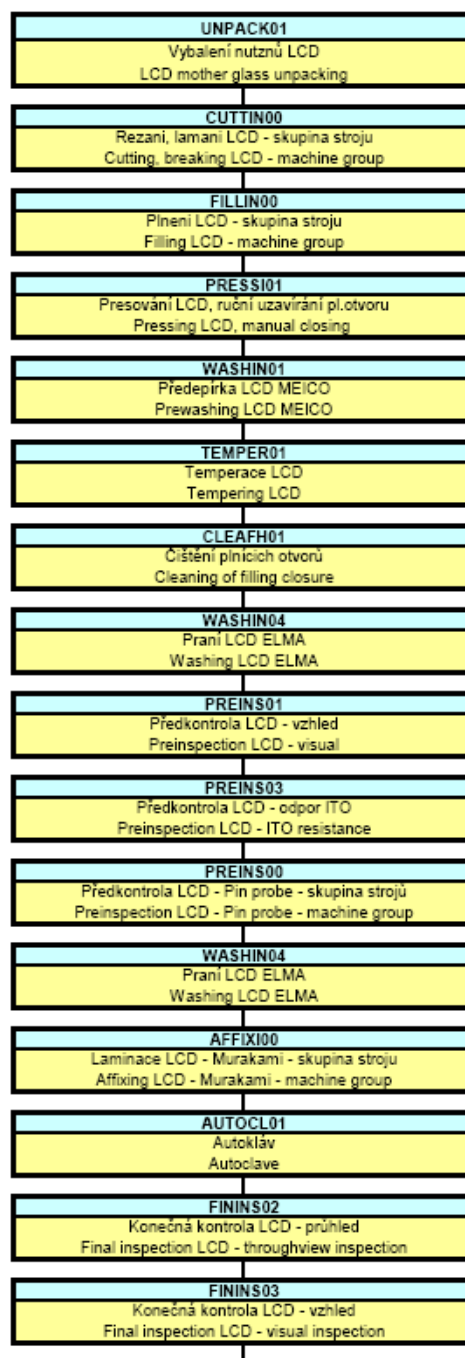 UNPACK01
Vybalení nutznů LCD
LCD mother glass unpacking
CUTTIN00
Rezani, lamani LCD - skupina stroju
Cutting, breaking LCD - machine group
FILLIN00
Plneni LCD - skupina stroju
Filling LCD - machine group
PRESSI01
Presování LCD, ruční uzavírání pl.otvoru
Pressing LCD, manual closing
WASHIN01
Předepírka LCD MEICO
Prewashing LCD MEICO
TEMPER01
Temperace LCD
Tempering LCD
CLEAFH01
Čištění plnících otvorů
Cleaning of filling closure
WASHIN04
Praní LCD ELMA
Washing LCD ELMA
PREINS01
Předkontrola LCD - vzhled
Preinspection LCD - visual
PREINS03
Předkontrola LCD - odpor ITO
Preinspection LCD - ITO resistance
PREINS00
Předkontrola LCD - Pin probe - skupina strojů
Preinspection LCD - Pin probe - machine group
WASHIN04
Praní LCD ELMA
Washing LCD ELMA
AFFIXI00
Laminace LCD - Murakami - skupina stroju
Affixing LCD - Murakami - machine group
AUTOCL01
Autokláv
Autoclave
FININS02
Konečná kontrola LCD - průhled
Final inspection LCD - throughview inspection
FININS03
Konečná kontrola LCD - vzhled
Final inspection LCD - visual inspection